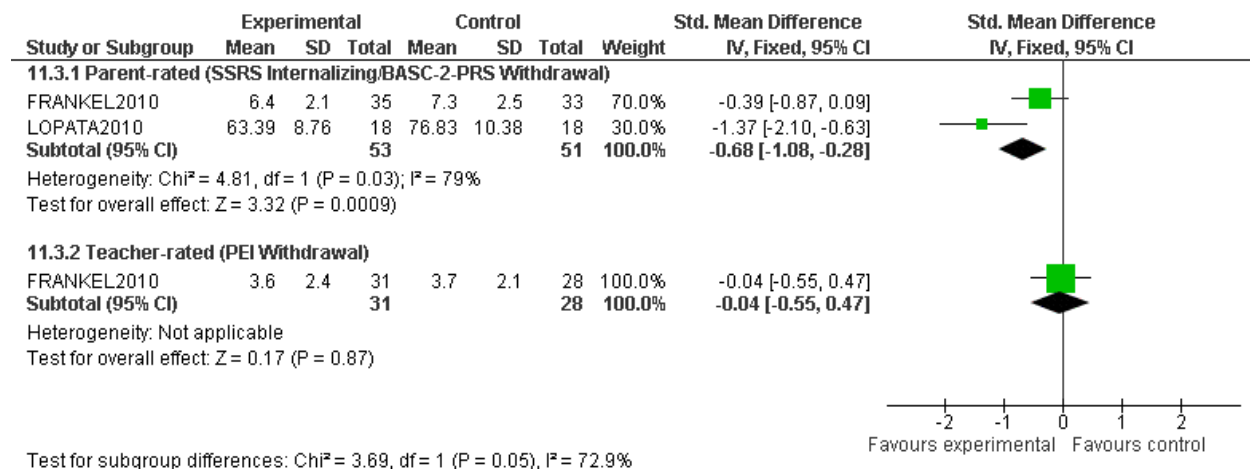 Experimental Control Std. Mean Difference Std. Mean Difference
Study or Subgroup Mean SD Total Mean SD Total Weight IV, Fixed, 95% CI IV, Fixed, 95% CI
11.3.1 Parent-rated (SSRS Internalizing/BASC-2-PRS Withdrawal)
FRANKEL2010 6.4 2.1 35 7.3 2.5 33 70.0% -0.39 [-0.87, 0.09]
LOPATA2010 63.39 8.76 18 76.83 10.38 18 30.0% -1.37 [-2.10, -0.63]
Subtotal (95% CI) 53 51 100.0% -0.68 [-1.08, -0.28]
Heterogeneity: Chi² = 4.81, df = 1 (P = 0.03); I² = 79%
Test for overall effect: Z = 3.32 (P = 0.0009)
11.3.2 Teacher-rated (PEI Withdrawal)
FRANKEL2010 3.6 2.4 31 3.7 2.1 28 100.0% -0.04 [-0.55, 0.47]
Subtotal (95% CI) 31 28 100.0% -0.04 [-0.55, 0.47]
Heterogeneity: Not applicable
Test for overall effect: Z = 0.17 (P = 0.87)
-2 -1 0 1 2
Favours experimental Favours control
Test for subgroup differences: Chi² = 3.69, df = 1 (P = 0.05), I² = 72.9%